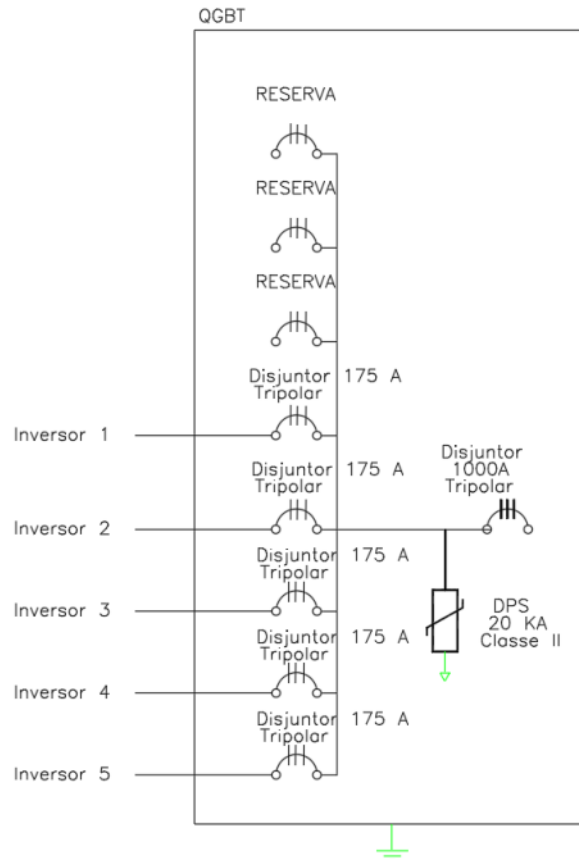 QGBT
RESERVA
RESERVA
RESERVA
Disjuntor 175 A
Tripolar
Inversor 1
Disjuntor 175 A
Tripolar
Disjuntor
1000A
Tripolar
Inversor 2
Disjuntor 175 A
Tripolar
Inversor 3
DPS
20 KA
Classe II
Disjuntor 175 A
Tripolar
Inversor 4
Disjuntor 175 A
Tripolar
Inversor 5